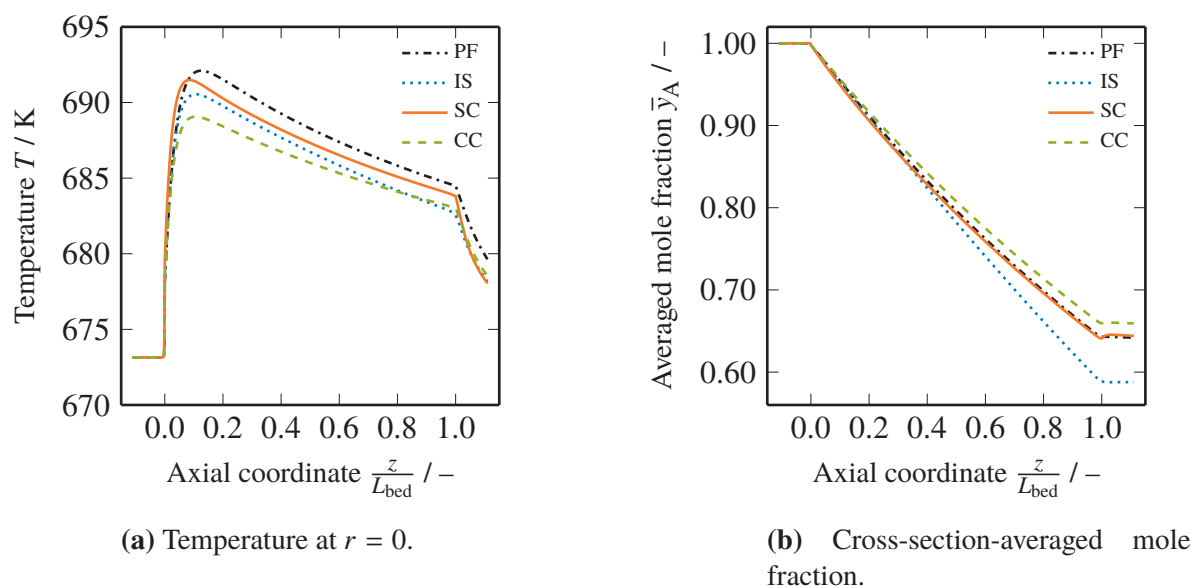 695
690
685
680
675
670
Temperature T / K
0.0 0.2 0.4 0.6 0.8 1.0
Axial coordinate z/L_bed / –
PF
IS
SC
CC
(a) Temperature at r = 0.
1.00
0.90
0.80
0.70
0.60
Averaged mole fraction ȳ_A / –
0.0 0.2 0.4 0.6 0.8 1.0
Axial coordinate z/L_bed / –
PF
IS
SC
CC
(b) Cross-section-averaged mole
fraction.